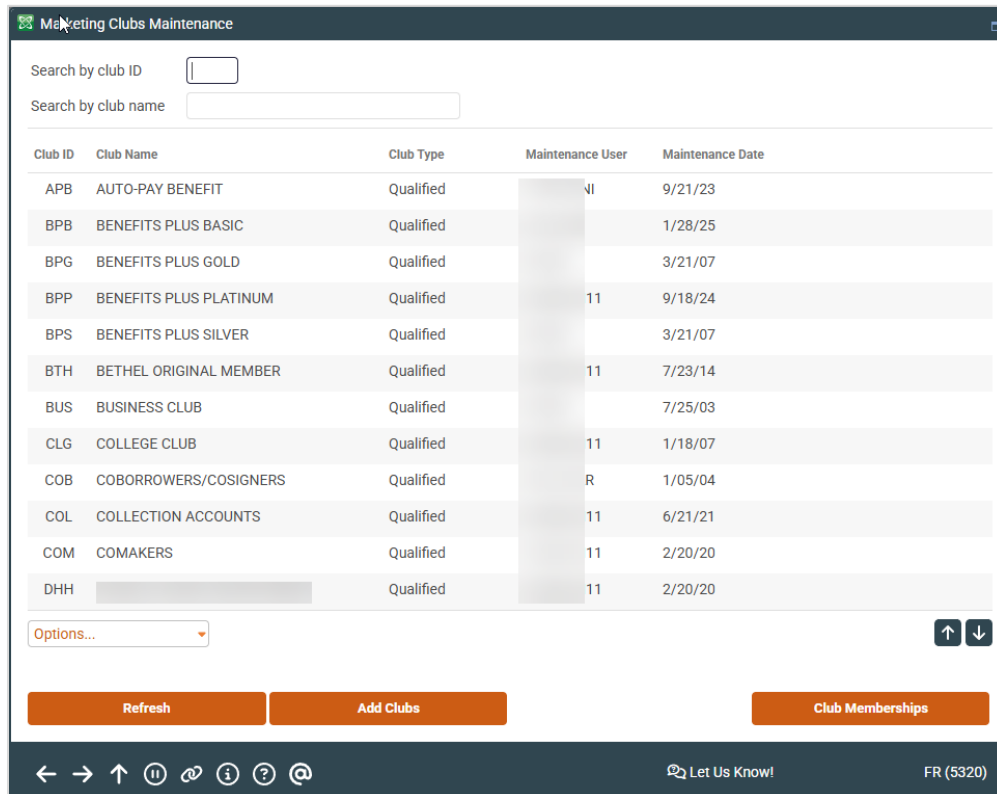 Marketing Clubs Maintenance
Search by club ID
Search by club name
Club ID Club Name Club Type Maintenance User Maintenance Date
APB AUTO-PAY BENEFIT Qualified NI 9/21/23
BPB BENEFITS PLUS BASIC Qualified 1/28/25
BPG BENEFITS PLUS GOLD Qualified 3/21/07
BPP BENEFITS PLUS PLATINUM Qualified 11 9/18/24
BPS BENEFITS PLUS SILVER Qualified 3/21/07
BTH BETHEL ORIGINAL MEMBER Qualified 11 7/23/14
BUS BUSINESS CLUB Qualified 7/25/03
CLG COLLEGE CLUB Qualified 11 1/18/07
COB COBORROWERS/COSIGNERS Qualified R 1/05/04
COL COLLECTION ACCOUNTS Qualified 11 6/21/21
COM COMAKERS Qualified 11 2/20/20
DHH Qualified 11 2/20/20
Options...
Refresh Add Clubs Club Memberships
Let Us Know! FR (5320)